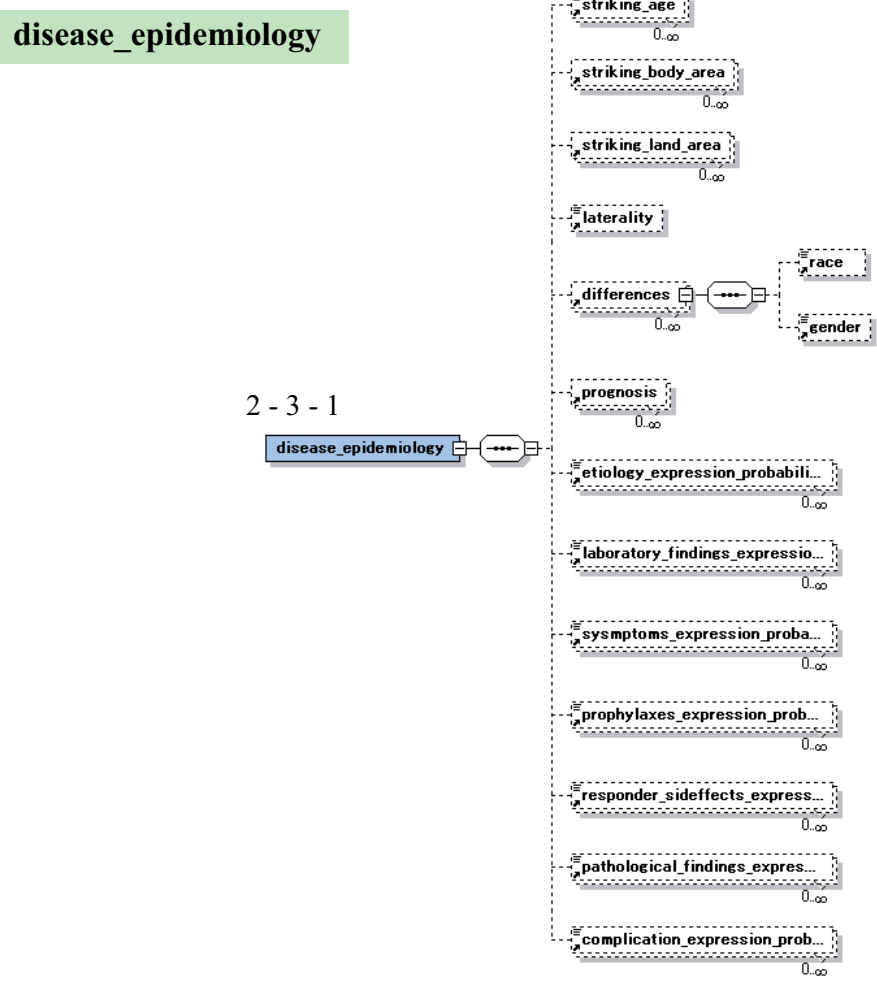 disease_epidemiology
striking_age
0..∞
striking_body_area
0..∞
striking_land_area
0..∞
laterality
differences
0..∞
race
gender
prognosis
0..∞
2 - 3 - 1
disease_epidemiology
etiology_expression_probabili...
0..∞
laboratory_findings_expressio...
0..∞
sysmptoms_expression_proba...
0..∞
prophylaxes_expression_prob...
0..∞
responder_sideffects_express...
0..∞
pathological_findings_expres...
0..∞
complication_expression_prob...
0..∞